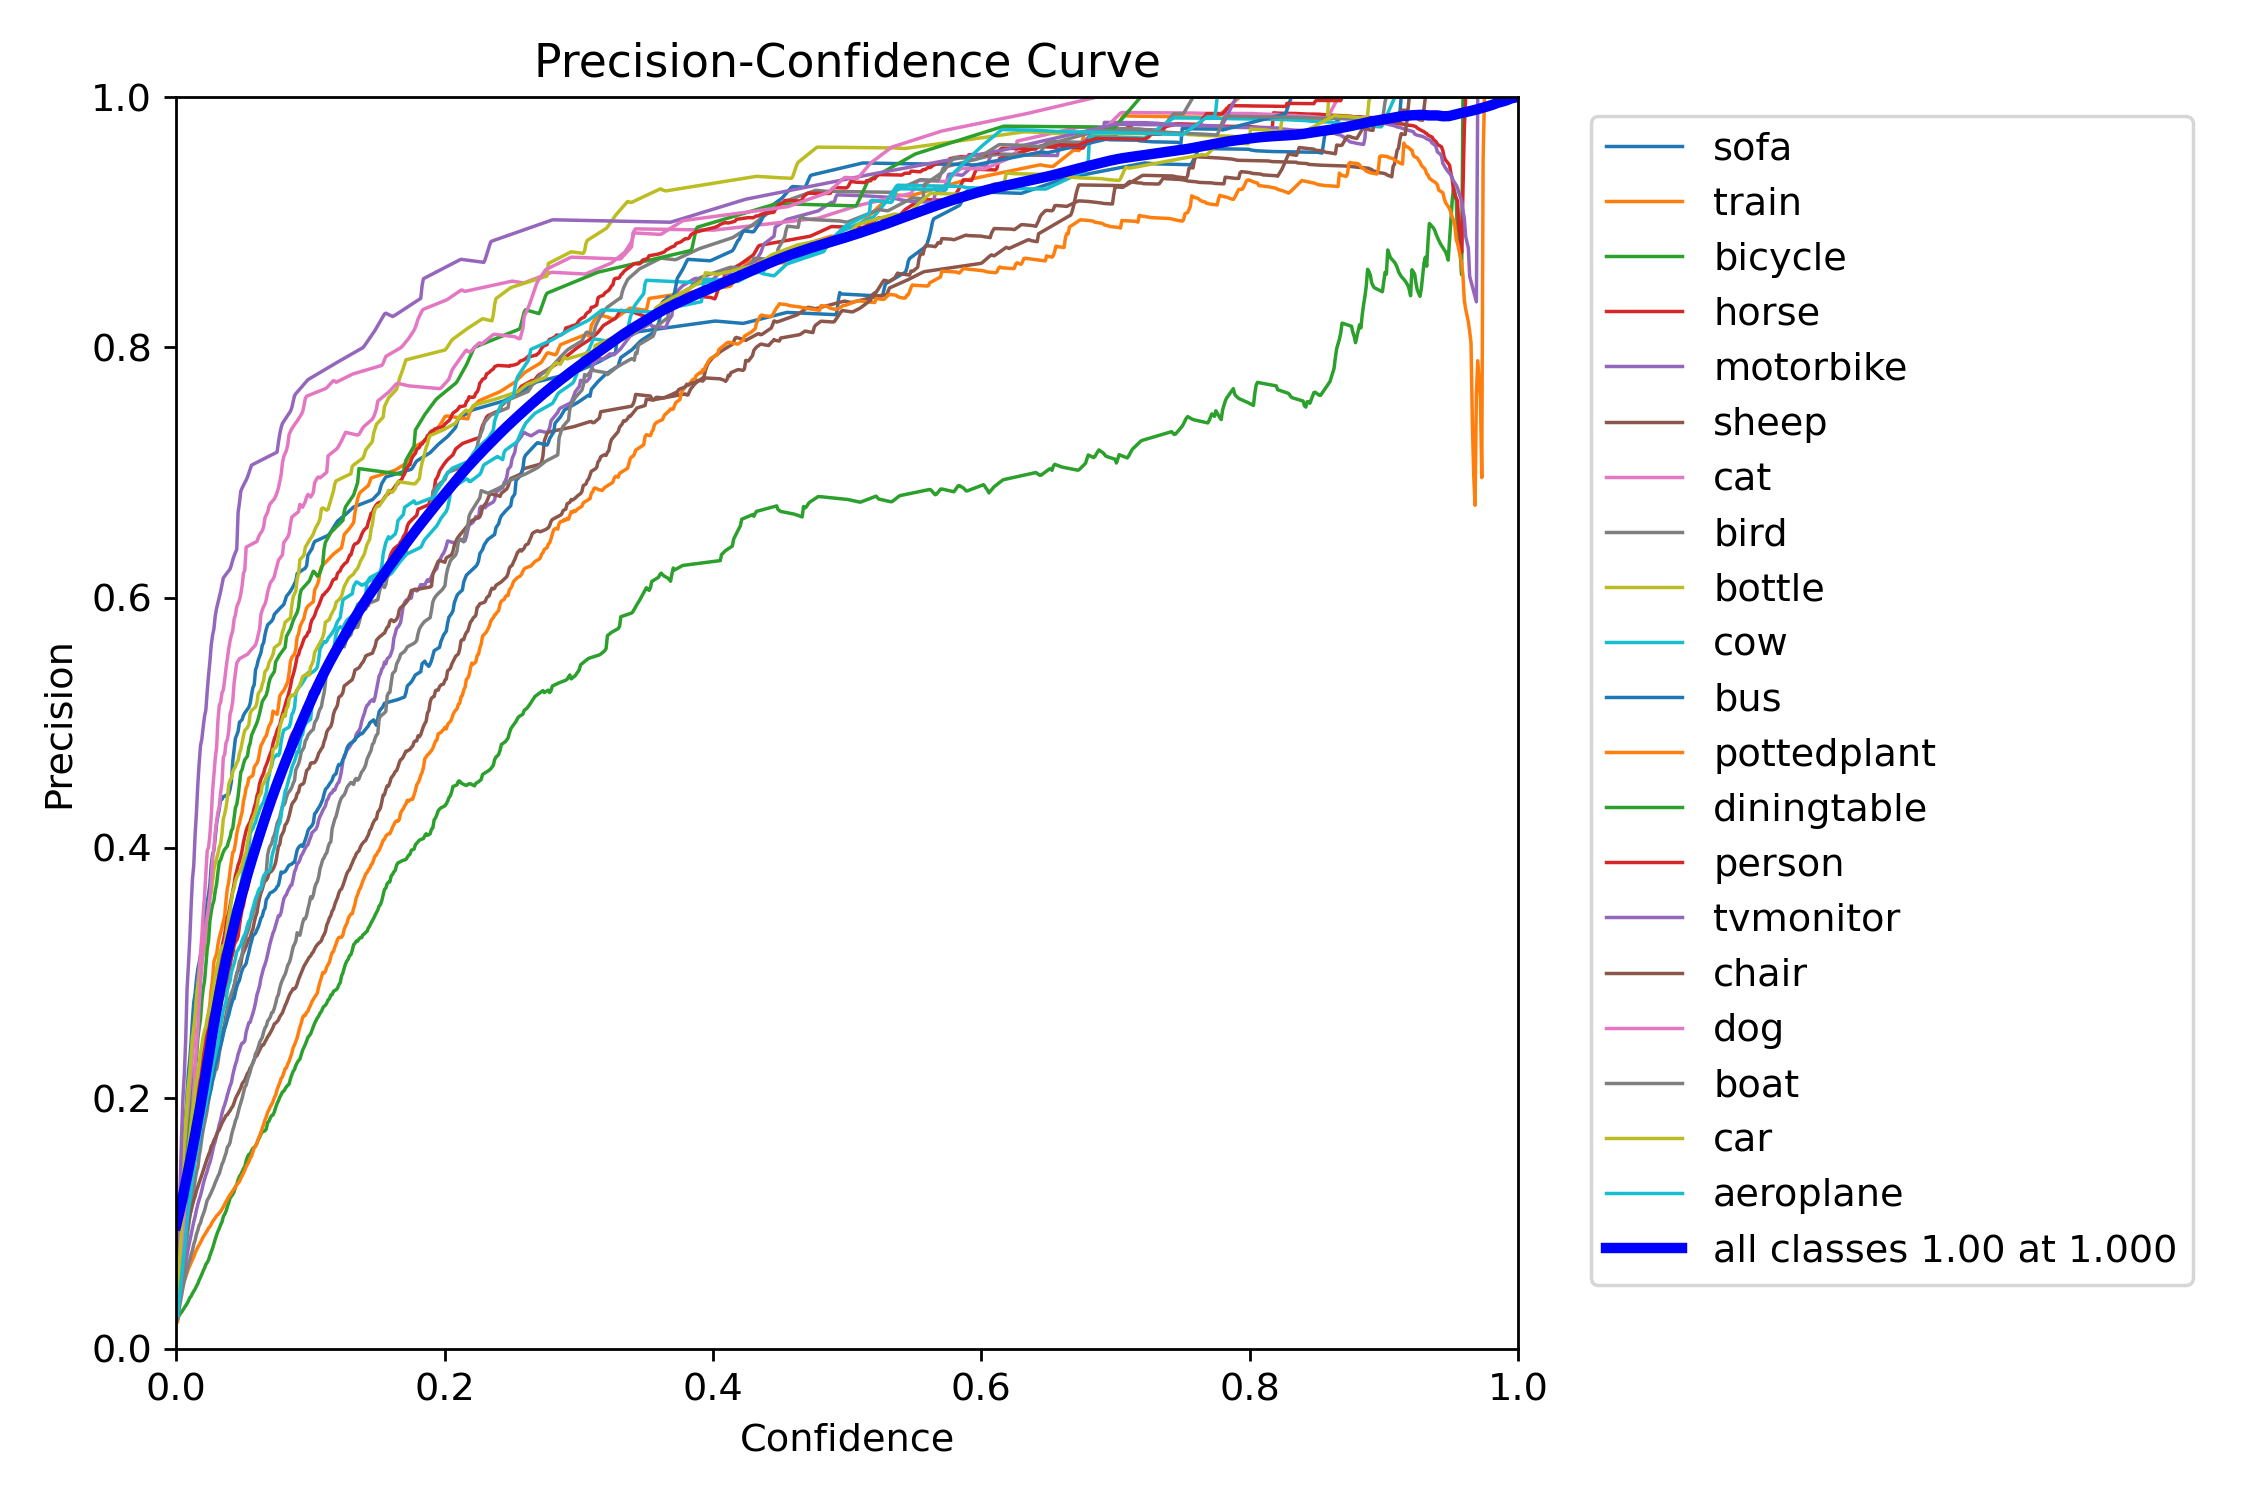 Precision-Confidence Curve
1.0
0.8
0.6
0.4
0.2
0.0
Precision
0.0 0.2 0.4 0.6 0.8 1.0
Confidence
sofa
train
bicycle
horse
motorbike
sheep
cat
bird
bottle
cow
bus
pottedplant
diningtable
person
tvmonitor
chair
dog
boat
car
aeroplane
all classes 1.00 at 1.000